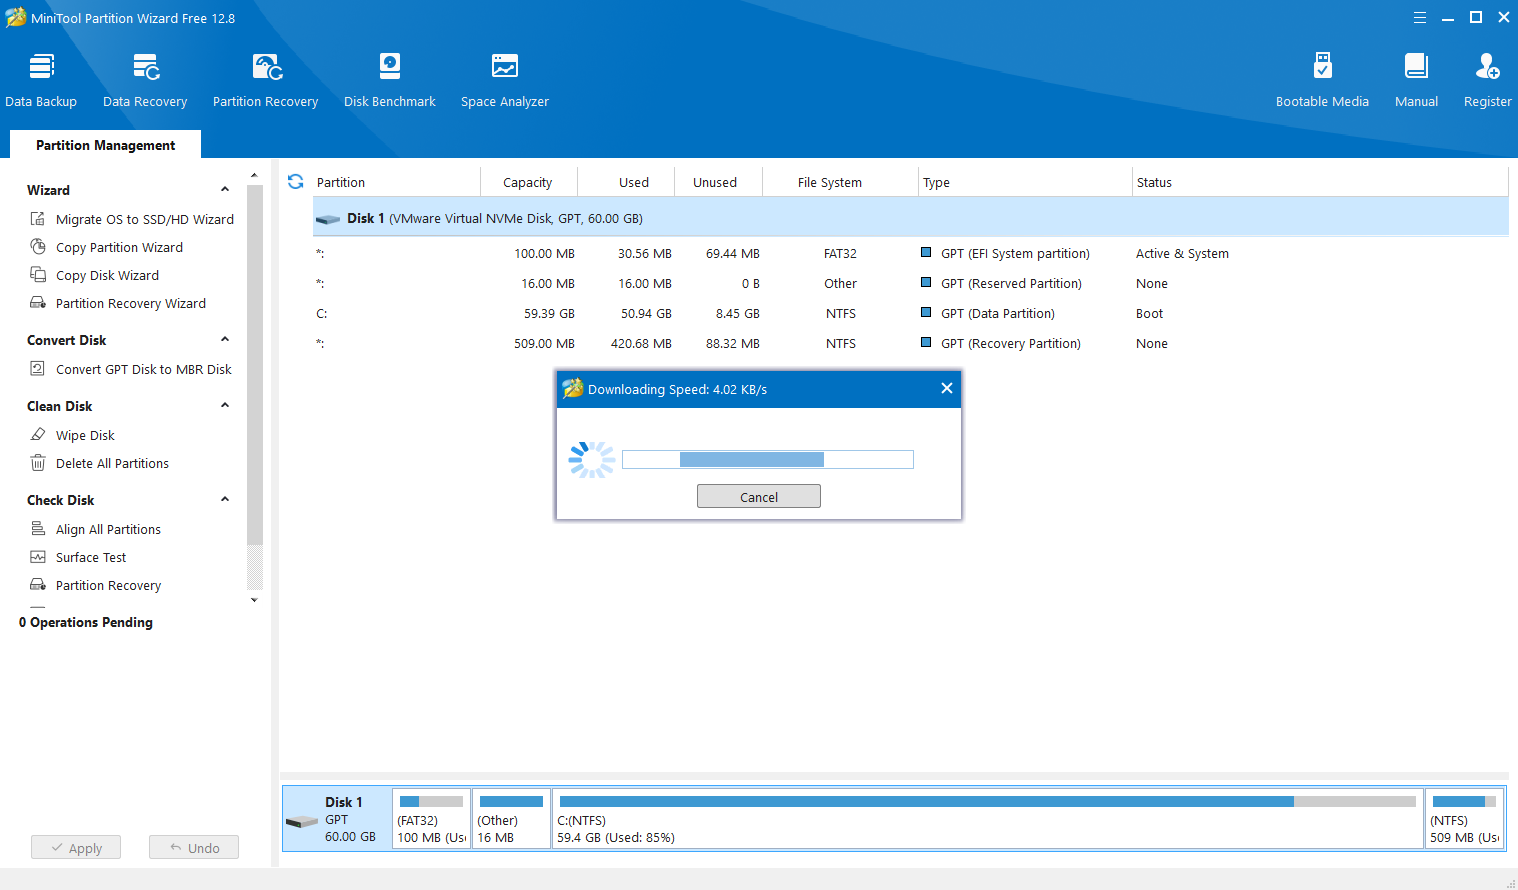 MiniTool Partition Wizard Free 12.8
Data Backup
Data Recovery
Partition Recovery
Disk Benchmark
Space Analyzer
Bootable Media
Manual
Register
Partition Management
Wizard
Migrate OS to SSD/HD Wizard
Copy Partition Wizard
Copy Disk Wizard
Partition Recovery Wizard
Convert Disk
Convert GPT Disk to MBR Disk
Clean Disk
Wipe Disk
Delete All Partitions
Check Disk
Align All Partitions
Surface Test
Partition Recovery
0 Operations Pending
Apply
Undo
Partition Capacity Used Unused File System Type Status
Disk 1 (VMware Virtual NVMe Disk, GPT, 60.00 GB)
*: 100.00 MB 30.56 MB 69.44 MB FAT32 GPT (EFI System partition) Active & System
*: 16.00 MB 16.00 MB 0 B Other GPT (Reserved Partition) None
C: 59.39 GB 50.94 GB 8.45 GB NTFS GPT (Data Partition) Boot
*: 509.00 MB 420.68 MB 88.32 MB NTFS GPT (Recovery Partition) None
Downloading Speed: 4.02 KB/s
Cancel
Disk 1
GPT
60.00 GB
(FAT32)
100 MB (Us
(Other)
16 MB
C:(NTFS)
59.4 GB (Used: 85%)
(NTFS)
509 MB (Us